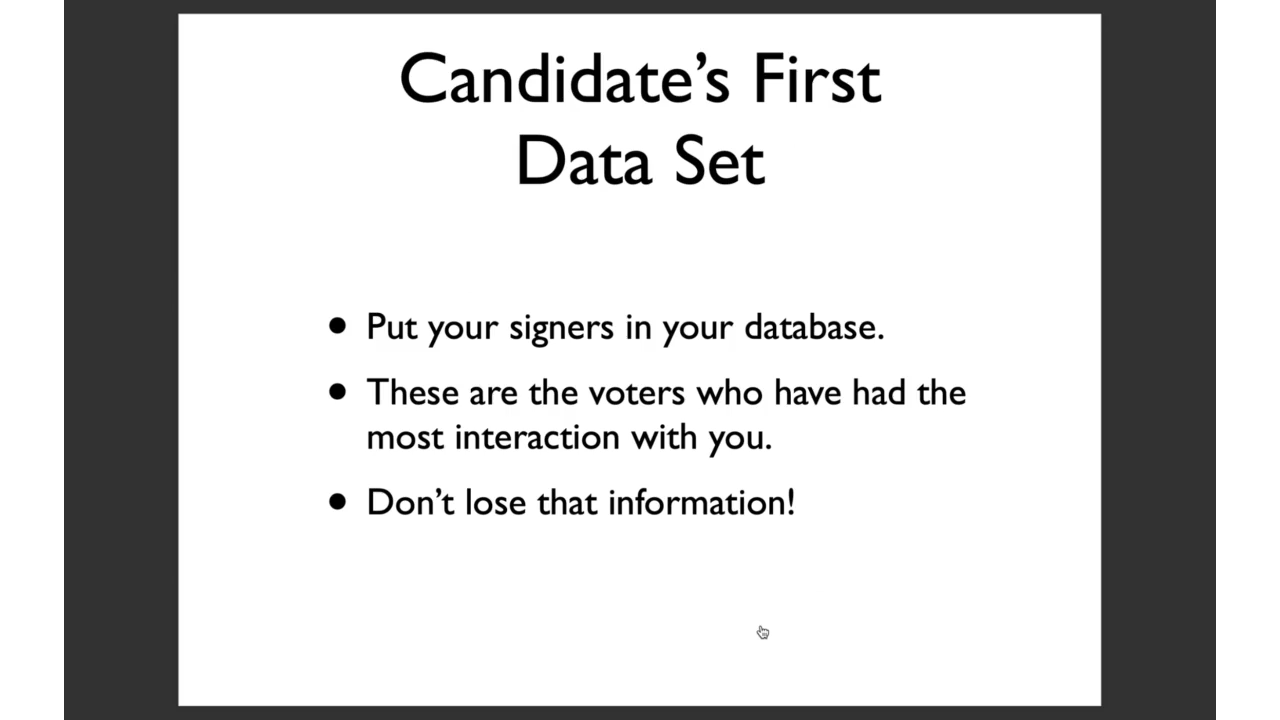 Candidate’s First
Data Set
• Put your signers in your database.
• These are the voters who have had the
most interaction with you.
• Don’t lose that information!